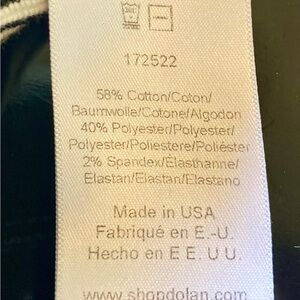 172522
58% Cotton/Coton/
Baumwolle/Cotone/Algodon
40% Polyester/Polyester/
Polyester/Poliestere/Poliéster
2% Spandex/Élasthanne/
Elastan/Elastan/Elastano
Made in USA
Fabriqué en E.-U.
Hecho en E E. U U.
www.shopdolan.com